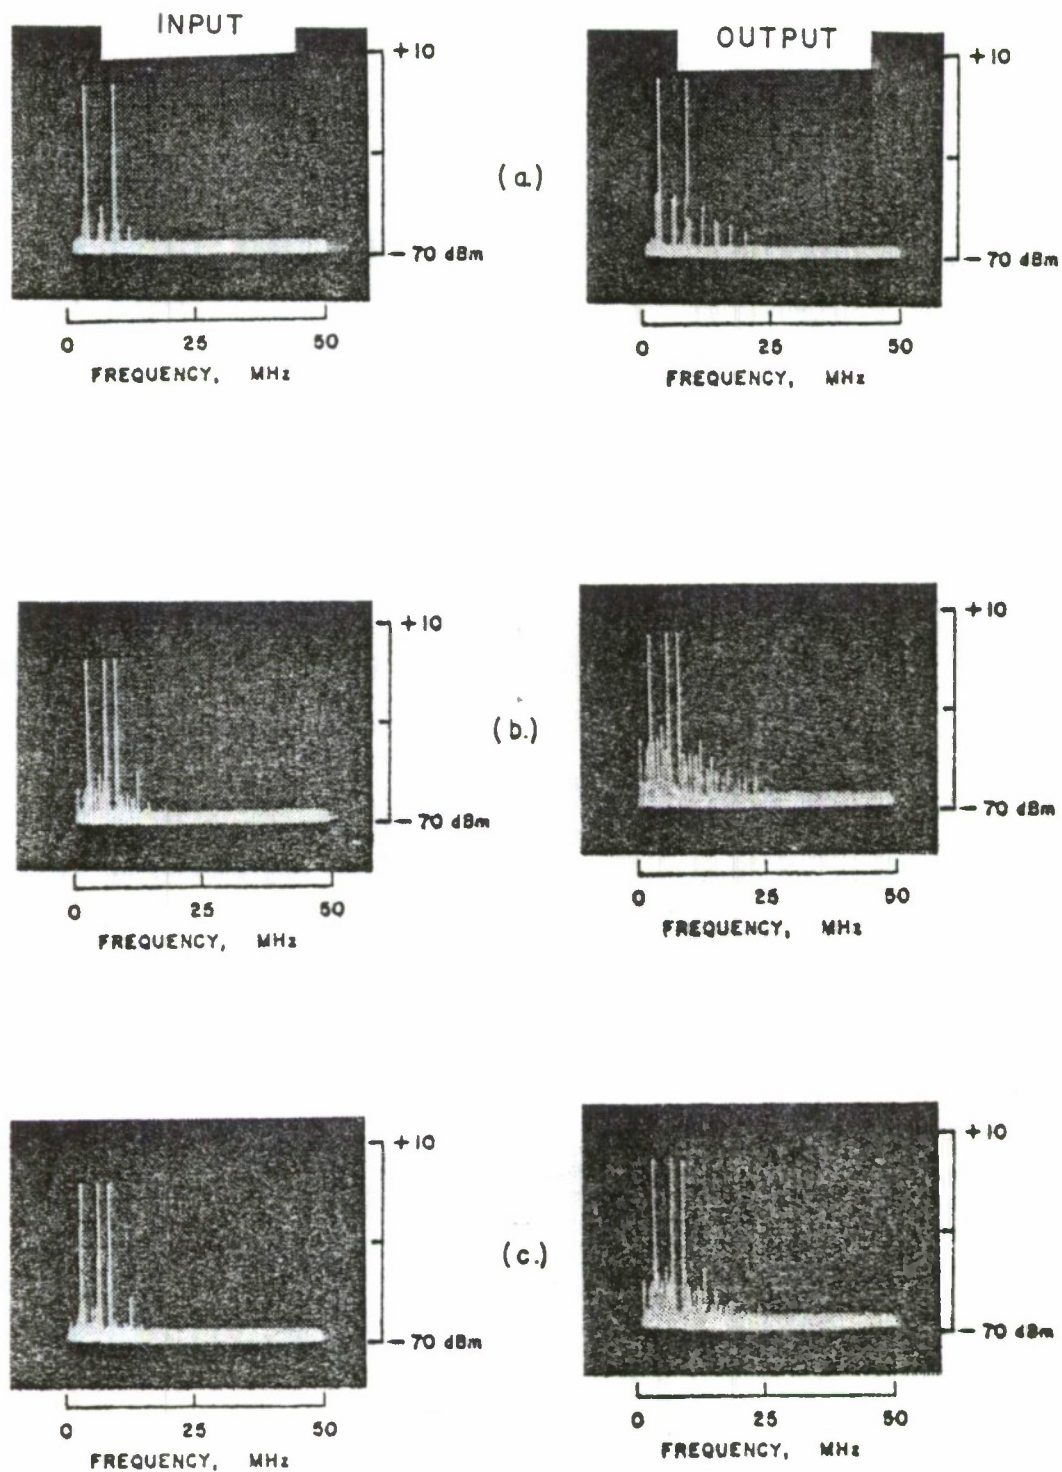 INPUT
OUTPUT
+10
+10
(a.)
-70 dBm
-70 dBm
0 25 50
0 25 50
FREQUENCY, MHz
FREQUENCY, MHz
+10
+10
(b.)
-70 dBm
-70 dBm
0 25 50
0 25 50
FREQUENCY, MHz
FREQUENCY, MHz
+10
+10
(c.)
-70 dBm
-70 dBm
0 25 50
0 25 50
FREQUENCY, MHz
FREQUENCY, MHz